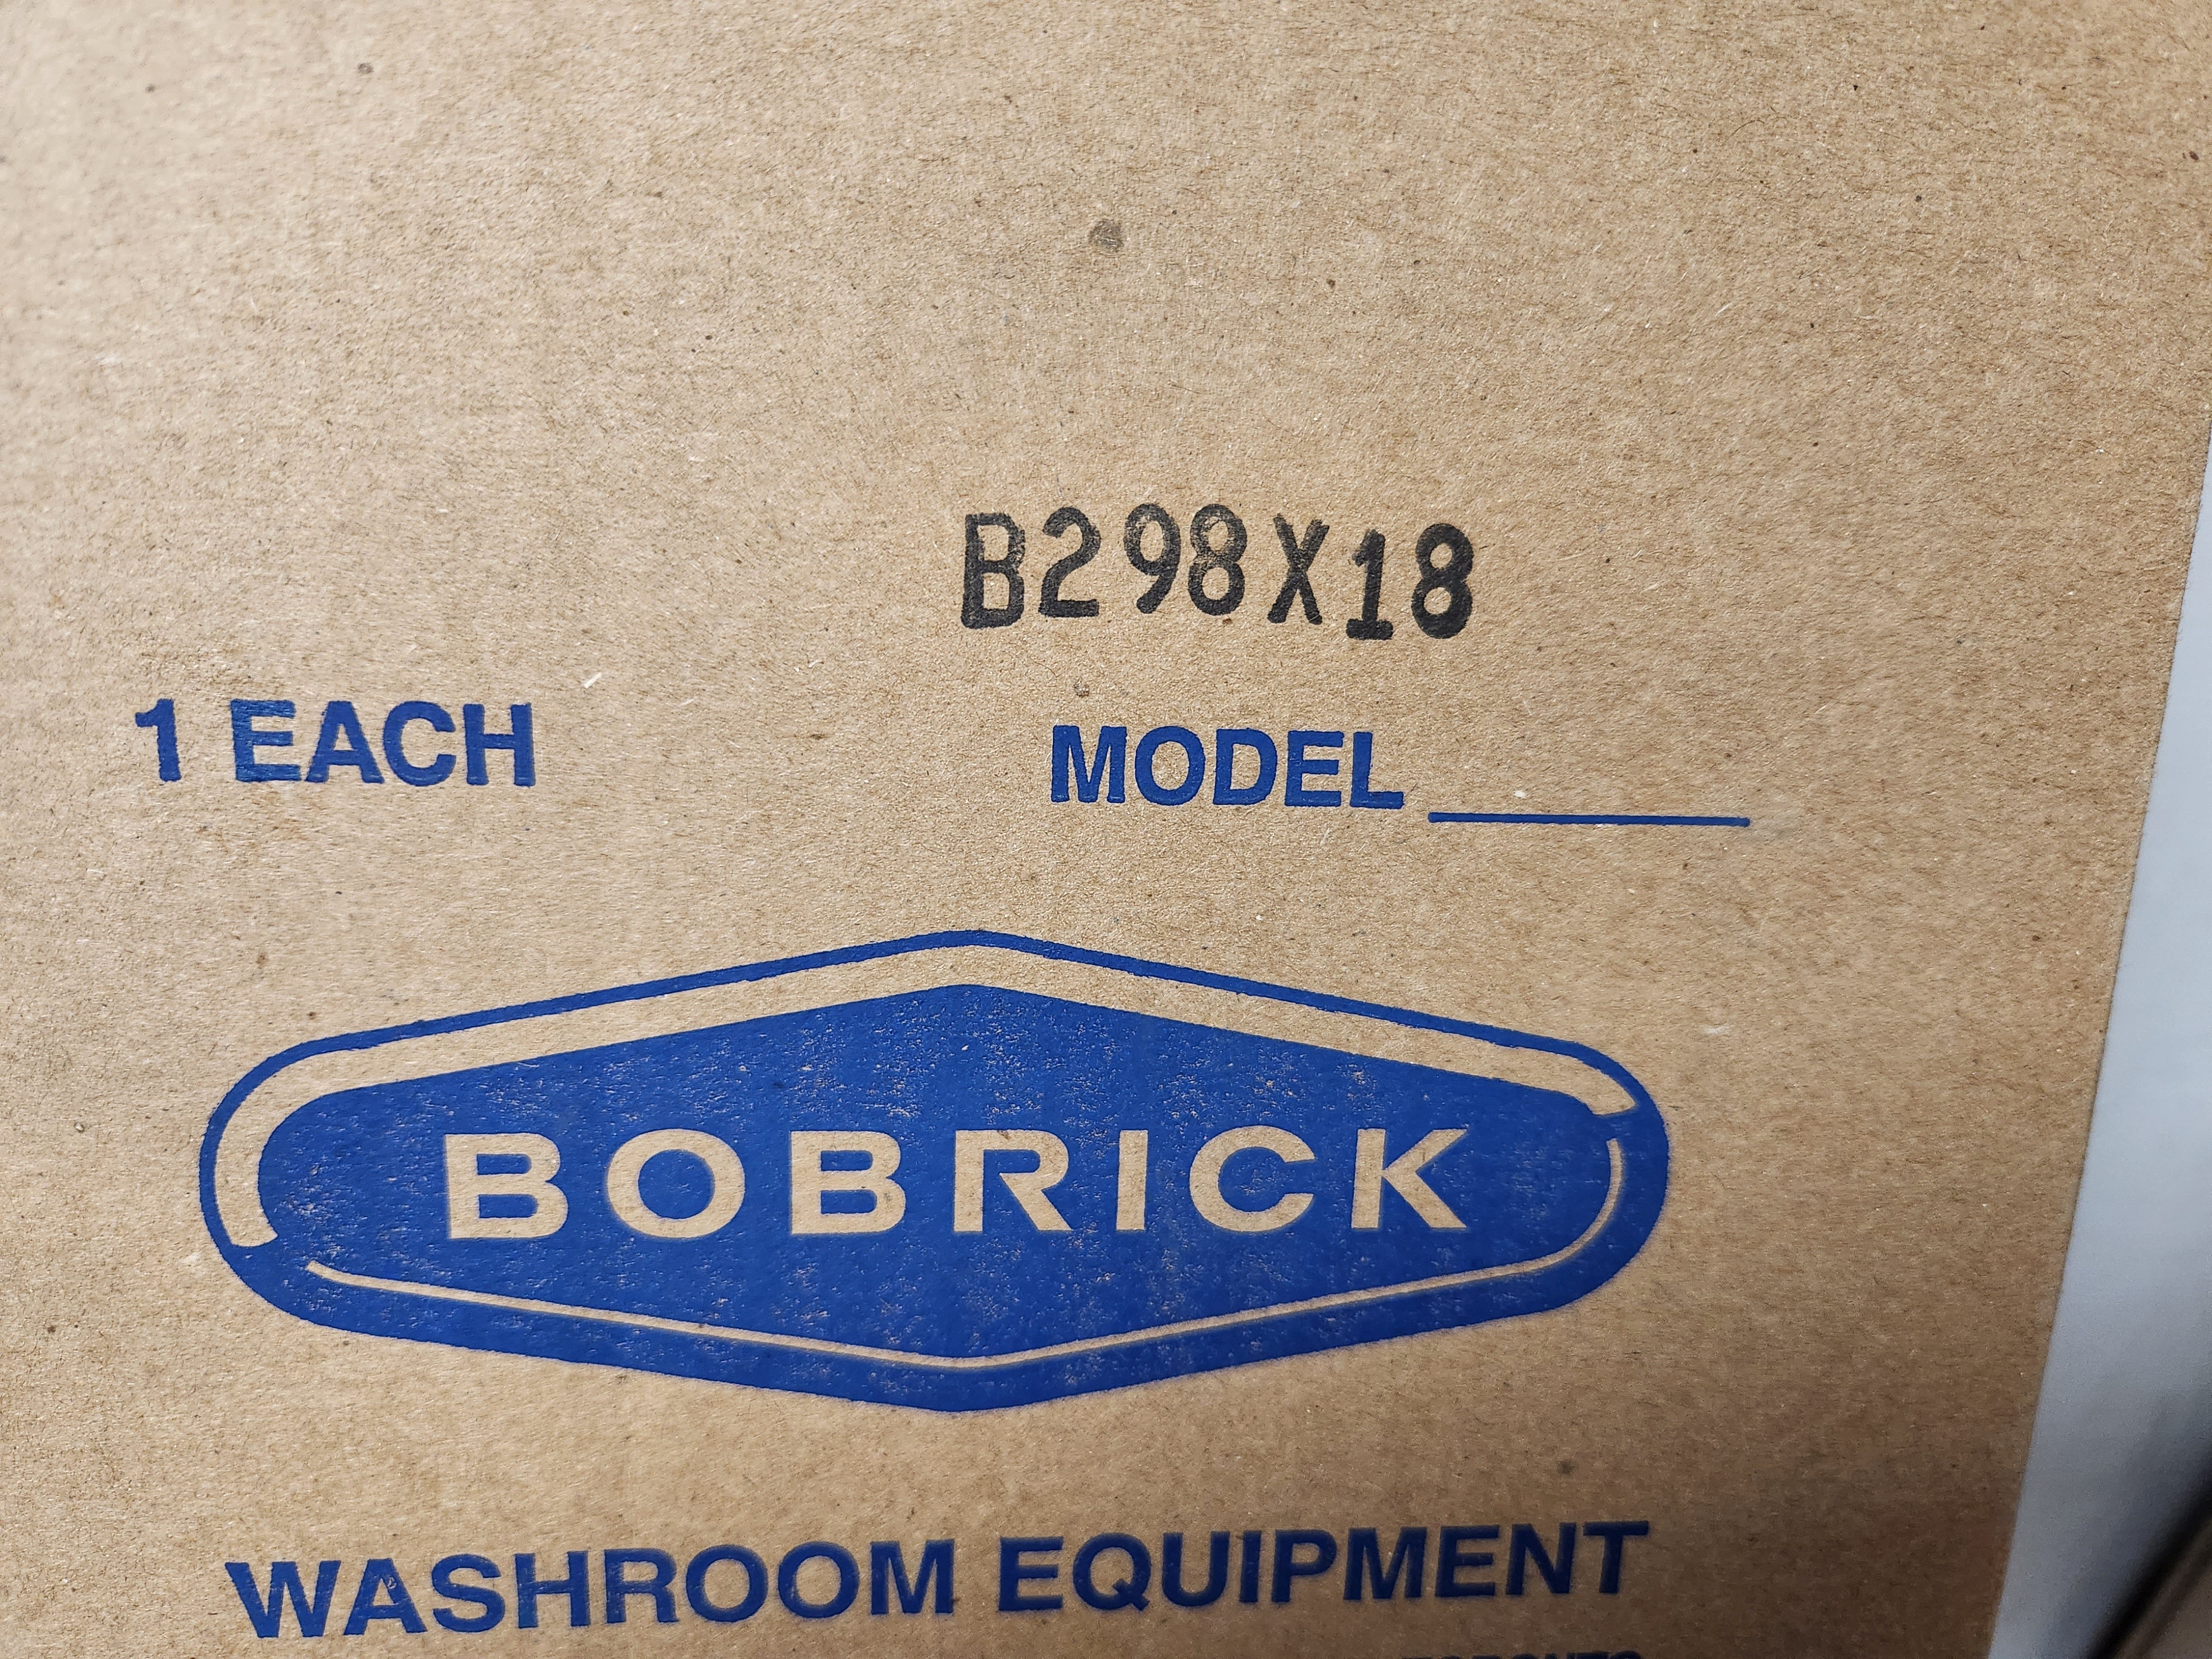 B298X18
1 EACH MODEL
BOBRICK
WASHROOM EQUIPMENT